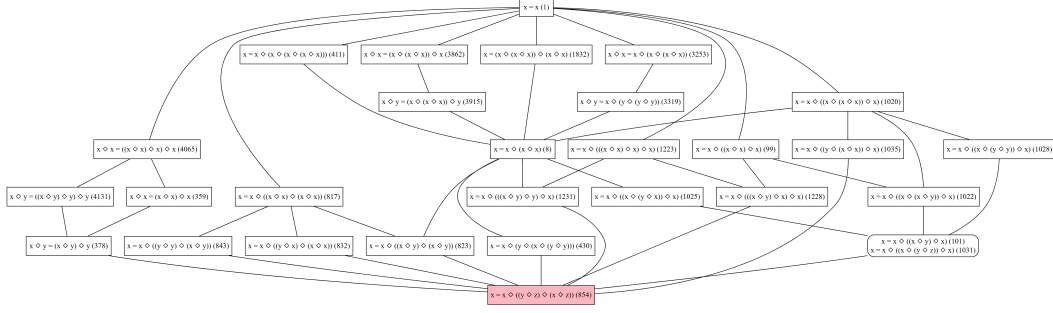 x = x (1)
x = x ◇ (x ◇ (x ◇ (x ◇ x))) (411)
x ◇ x = (x ◇ (x ◇ x)) ◇ x (3862)
x = (x ◇ (x ◇ x)) ◇ (x ◇ x) (1832)
x ◇ x = x ◇ (x ◇ (x ◇ x)) (3253)
x ◇ y = (x ◇ (x ◇ x)) ◇ y (3915)
x ◇ y = x ◇ (y ◇ (y ◇ y)) (3319)
x = x ◇ ((x ◇ (x ◇ x)) ◇ x) (1020)
x ◇ x = ((x ◇ x) ◇ x) ◇ x (4065)
x = x ◇ (x ◇ x) (8)
x = x ◇ (((x ◇ x) ◇ x) ◇ x) (1223)
x = x ◇ ((x ◇ x) ◇ x) (99)
x = x ◇ ((y ◇ (x ◇ x)) ◇ x) (1035)
x = x ◇ ((x ◇ (y ◇ y)) ◇ x) (1028)
x ◇ y = ((x ◇ y) ◇ y) ◇ y (4131)
x ◇ x = (x ◇ x) ◇ x (359)
x = x ◇ ((x ◇ x) ◇ (x ◇ x)) (817)
x = x ◇ (((x ◇ y) ◇ y) ◇ x) (1231)
x = x ◇ ((x ◇ (y ◇ x)) ◇ x) (1025)
x = x ◇ (((x ◇ y) ◇ x) ◇ x) (1228)
x = x ◇ ((x ◇ (x ◇ y)) ◇ x) (1022)
x ◇ y = (x ◇ y) ◇ y (378)
x = x ◇ ((y ◇ y) ◇ (x ◇ y)) (843)
x = x ◇ ((y ◇ x) ◇ (x ◇ x)) (832)
x = x ◇ ((x ◇ y) ◇ (x ◇ y)) (823)
x = x ◇ (y ◇ (x ◇ (y ◇ y))) (430)
x = x ◇ ((x ◇ y) ◇ x) (101)
x = x ◇ ((x ◇ (y ◇ z)) ◇ x) (1031)
x = x ◇ ((y ◇ z) ◇ (x ◇ z)) (854)